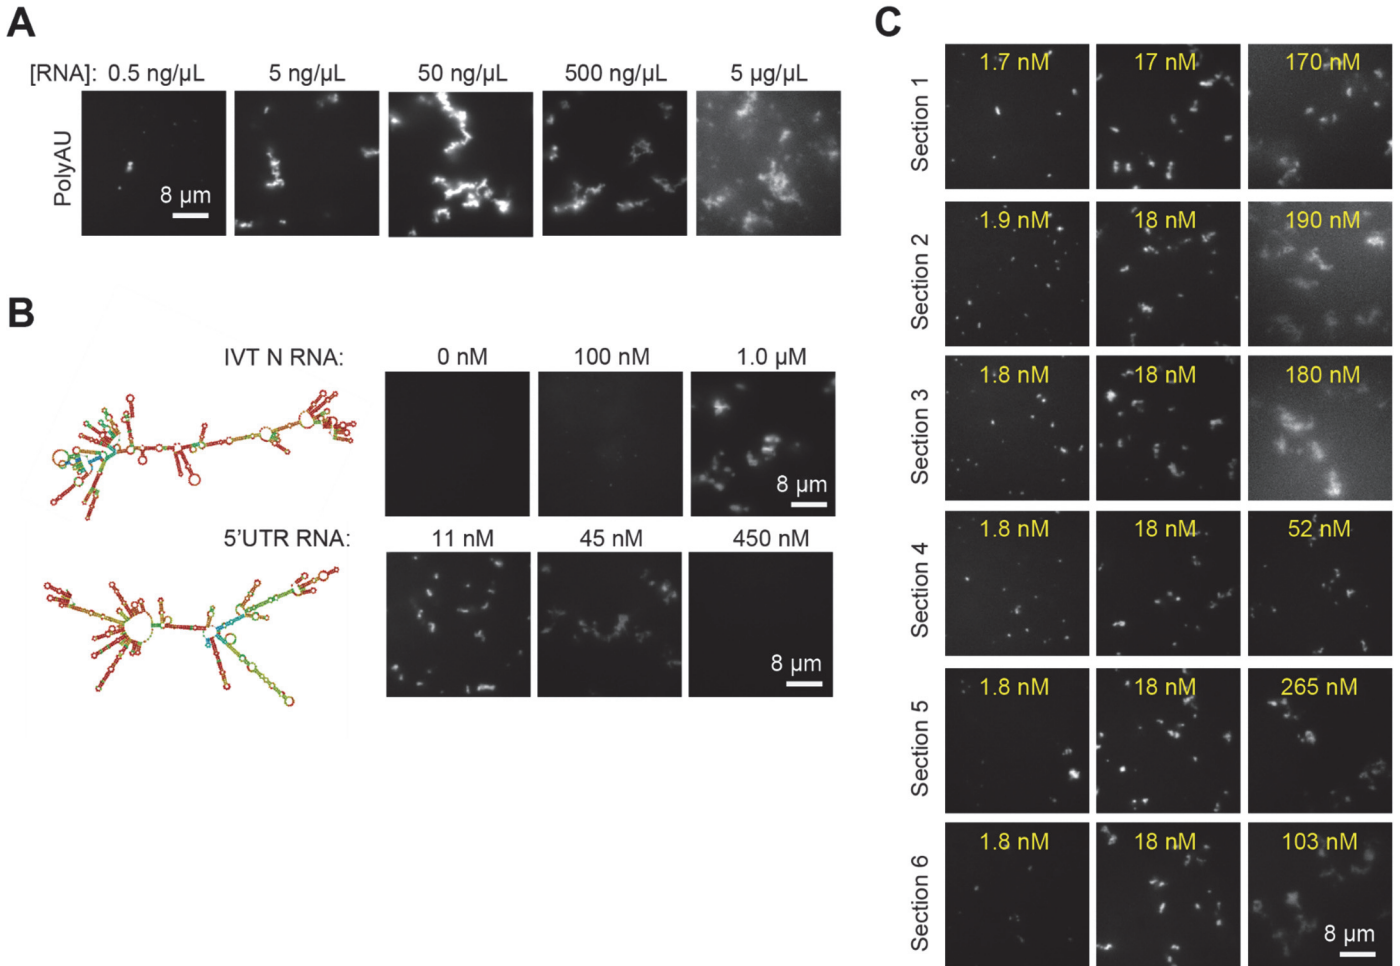 A
[RNA]: 0.5 ng/µL 5 ng/µL 50 ng/µL 500 ng/µL 5 µg/µL
PolyAU
8 µm
B
IVT N RNA: 0 nM 100 nM 1.0 µM
8 µm
5'UTR RNA: 11 nM 45 nM 450 nM
8 µm
C
Section 1
1.7 nM 17 nM 170 nM
Section 2
1.9 nM 18 nM 190 nM
Section 3
1.8 nM 18 nM 180 nM
Section 4
1.8 nM 18 nM 52 nM
Section 5
1.8 nM 18 nM 265 nM
Section 6
1.8 nM 18 nM 103 nM
8 µm